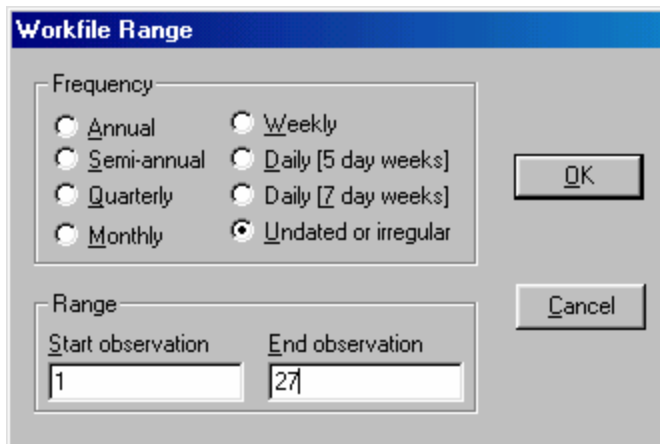 Workfile Range
Frequency
Annual
Semi-annual
Quarterly
Monthly
Weekly
Daily [5 day weeks]
Daily [7 day weeks]
Undated or irregular
Range
Start observation
1
End observation
27
OK
Cancel